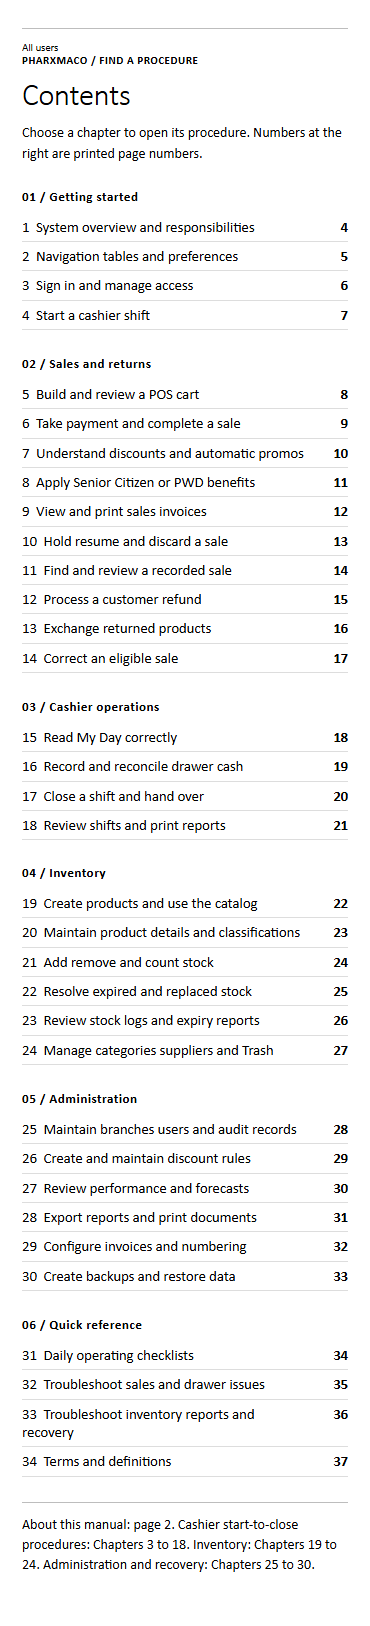 All users
PHARXMACO / FIND A PROCEDURE
Contents
Choose a chapter to open its procedure. Numbers at the
right are printed page numbers.
01 / Getting started
1 System overview and responsibilities 4
2 Navigation tables and preferences 5
3 Sign in and manage access 6
4 Start a cashier shift 7
02 / Sales and returns
5 Build and review a POS cart 8
6 Take payment and complete a sale 9
7 Understand discounts and automatic promos 10
8 Apply Senior Citizen or PWD benefits 11
9 View and print sales invoices 12
10 Hold resume and discard a sale 13
11 Find and review a recorded sale 14
12 Process a customer refund 15
13 Exchange returned products 16
14 Correct an eligible sale 17
03 / Cashier operations
15 Read My Day correctly 18
16 Record and reconcile drawer cash 19
17 Close a shift and hand over 20
18 Review shifts and print reports 21
04 / Inventory
19 Create products and use the catalog 22
20 Maintain product details and classifications 23
21 Add remove and count stock 24
22 Resolve expired and replaced stock 25
23 Review stock logs and expiry reports 26
24 Manage categories suppliers and Trash 27
05 / Administration
25 Maintain branches users and audit records 28
26 Create and maintain discount rules 29
27 Review performance and forecasts 30
28 Export reports and print documents 31
29 Configure invoices and numbering 32
30 Create backups and restore data 33
06 / Quick reference
31 Daily operating checklists 34
32 Troubleshoot sales and drawer issues 35
33 Troubleshoot inventory reports and 36
recovery
34 Terms and definitions 37
About this manual: page 2. Cashier start-to-close
procedures: Chapters 3 to 18. Inventory: Chapters 19 to
24. Administration and recovery: Chapters 25 to 30.